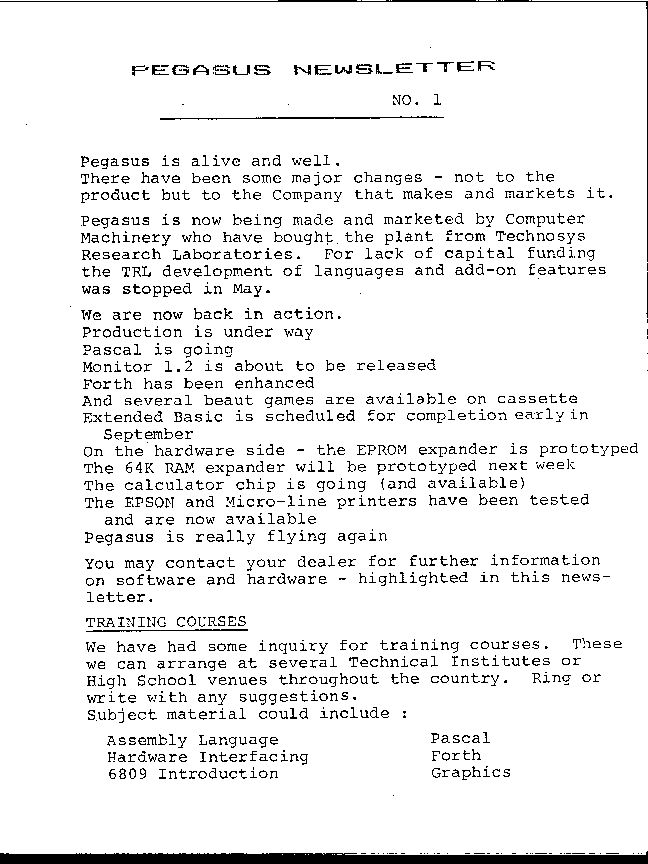 PEGASUS NEWSLETTER
NO. 1
Pegasus is alive and well.
There have been some major changes - not to the
product but to the Company that makes and markets it.
Pegasus is now being made and marketed by Computer
Machinery who have bought the plant from Technosys
Research Laboratories. For lack of capital funding
the TRL development of languages and add-on features
was stopped in May.
We are now back in action.
Production is under way
Pascal is going
Monitor 1.2 is about to be released
Forth has been enhanced
And several beaut games are available on cassette
Extended Basic is scheduled for completion early in
September
On the hardware side - the EPROM expander is prototyped
The 64K RAM expander will be prototyped next week
The calculator chip is going (and available)
The EPSON and Micro-line printers have been tested
and are now available
Pegasus is really flying again
You may contact your dealer for further information
on software and hardware - highlighted in this news-
letter.
TRAINING COURSES
We have had some inquiry for training courses. These
we can arrange at several Technical Institutes or
High School venues throughout the country. Ring or
write with any suggestions.
Subject material could include :
Assembly Language Pascal
Hardware Interfacing Forth
6809 Introduction Graphics